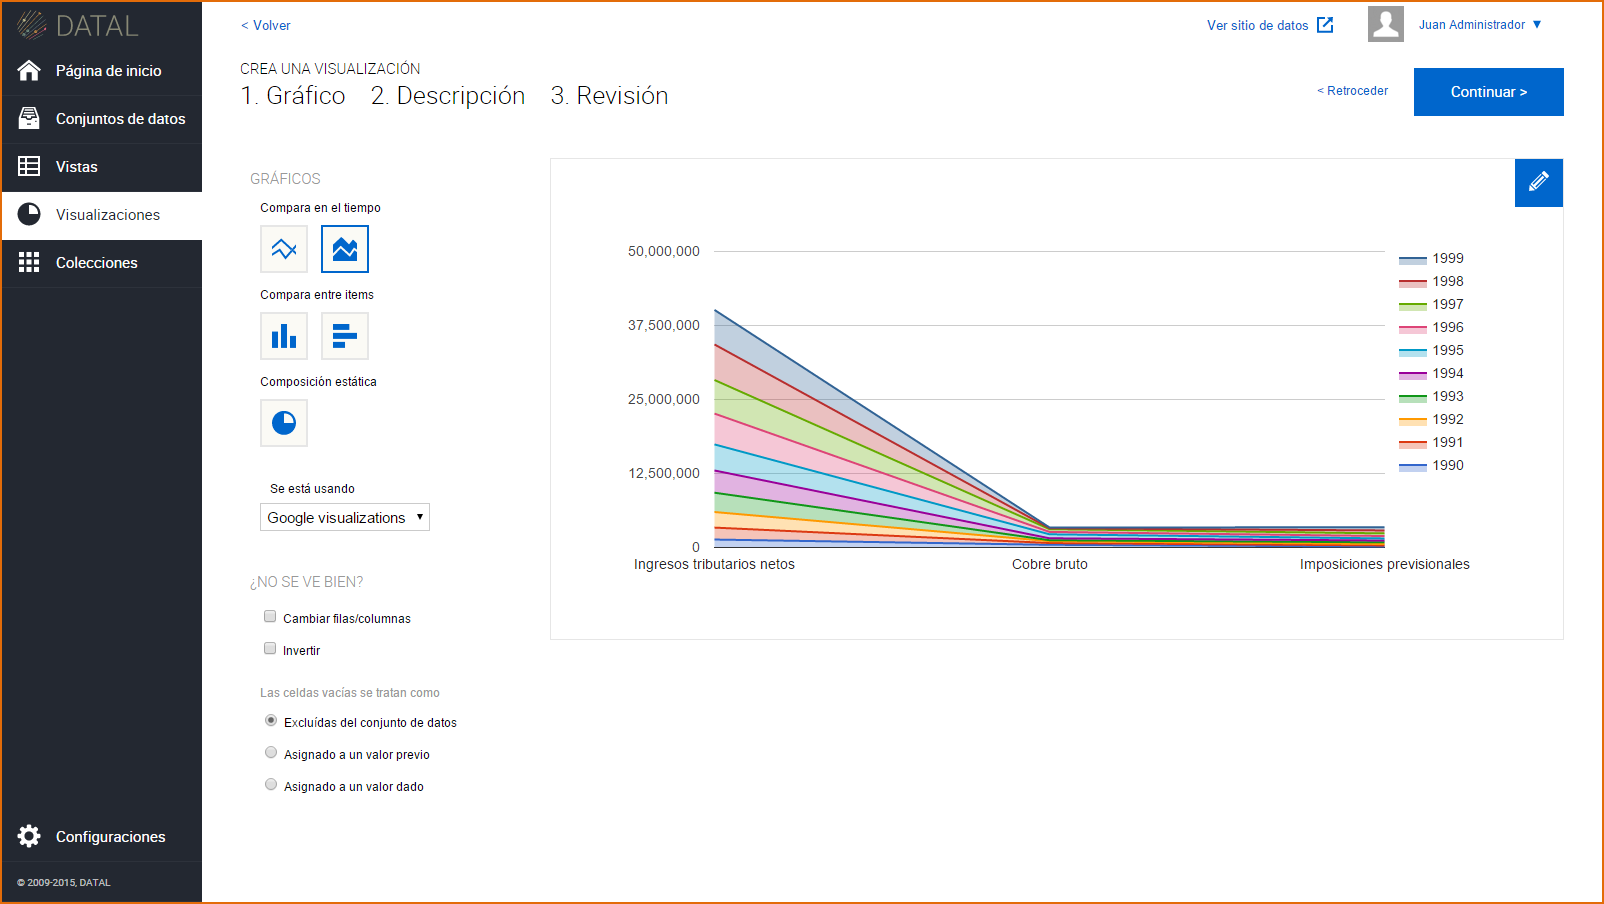 DATAL
Página de inicio
Conjuntos de datos
Vistas
Visualizaciones
Colecciones
Configuraciones
© 2009-2015, DATAL
< Volver
Ver sitio de datos
Juan Administrador ▼
CREA UNA VISUALIZACIÓN
1. Gráfico 2. Descripción 3. Revisión
< Retroceder
Continuar >
GRÁFICOS
Compara en el tiempo
Compara entre items
Composición estática
Se está usando
Google visualizations ▼
¿NO SE VE BIEN?
Cambiar filas/columnas
Invertir
Las celdas vacías se tratan como
Excluídas del conjunto de datos
Asignado a un valor previo
Asignado a un valor dado
50,000,000
37,500,000
25,000,000
12,500,000
0
Ingresos tributarios netos
Cobre bruto
Imposiciones previsionales
1999
1998
1997
1996
1995
1994
1993
1992
1991
1990